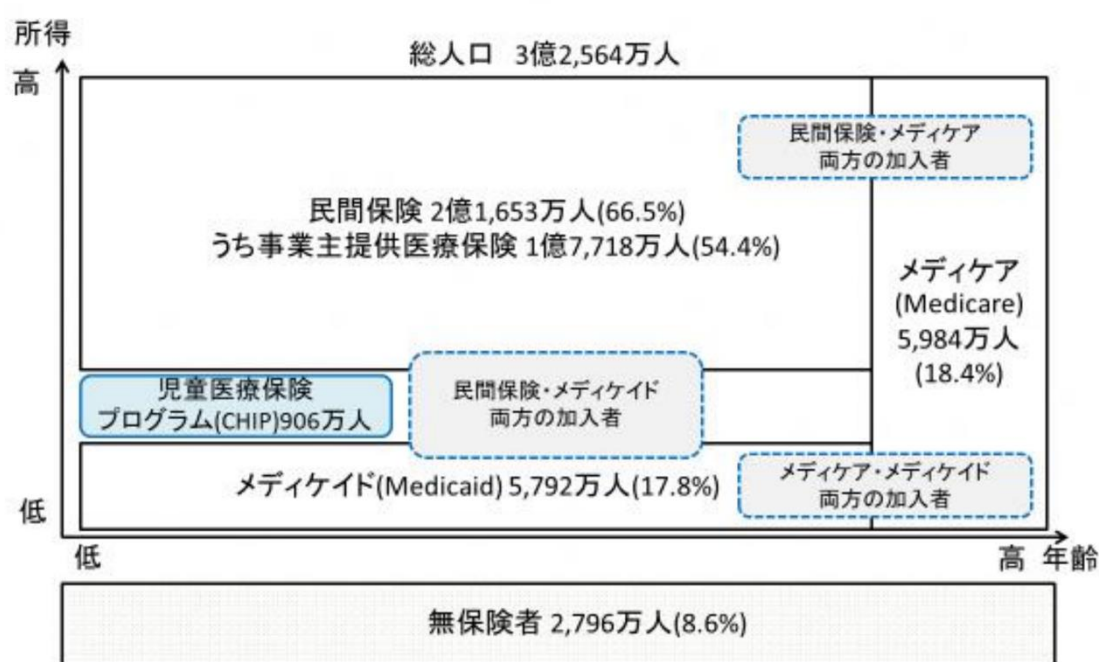 所得
高
総人口 3億2,564万人
民間保険・メディケア
両方の加入者
民間保険 2億1,653万人(66.5%)
うち事業主提供医療保険 1億7,718万人(54.4%)
メディケア
(Medicare)
5,984万人
(18.4%)
児童医療保険
プログラム(CHIP)906万人
民間保険・メディケイド
両方の加入者
メディケイド(Medicaid) 5,792万人(17.8%)
メディケア・メディケイド
両方の加入者
低
低
高 年齢
無保険者 2,796万人(8.6%)